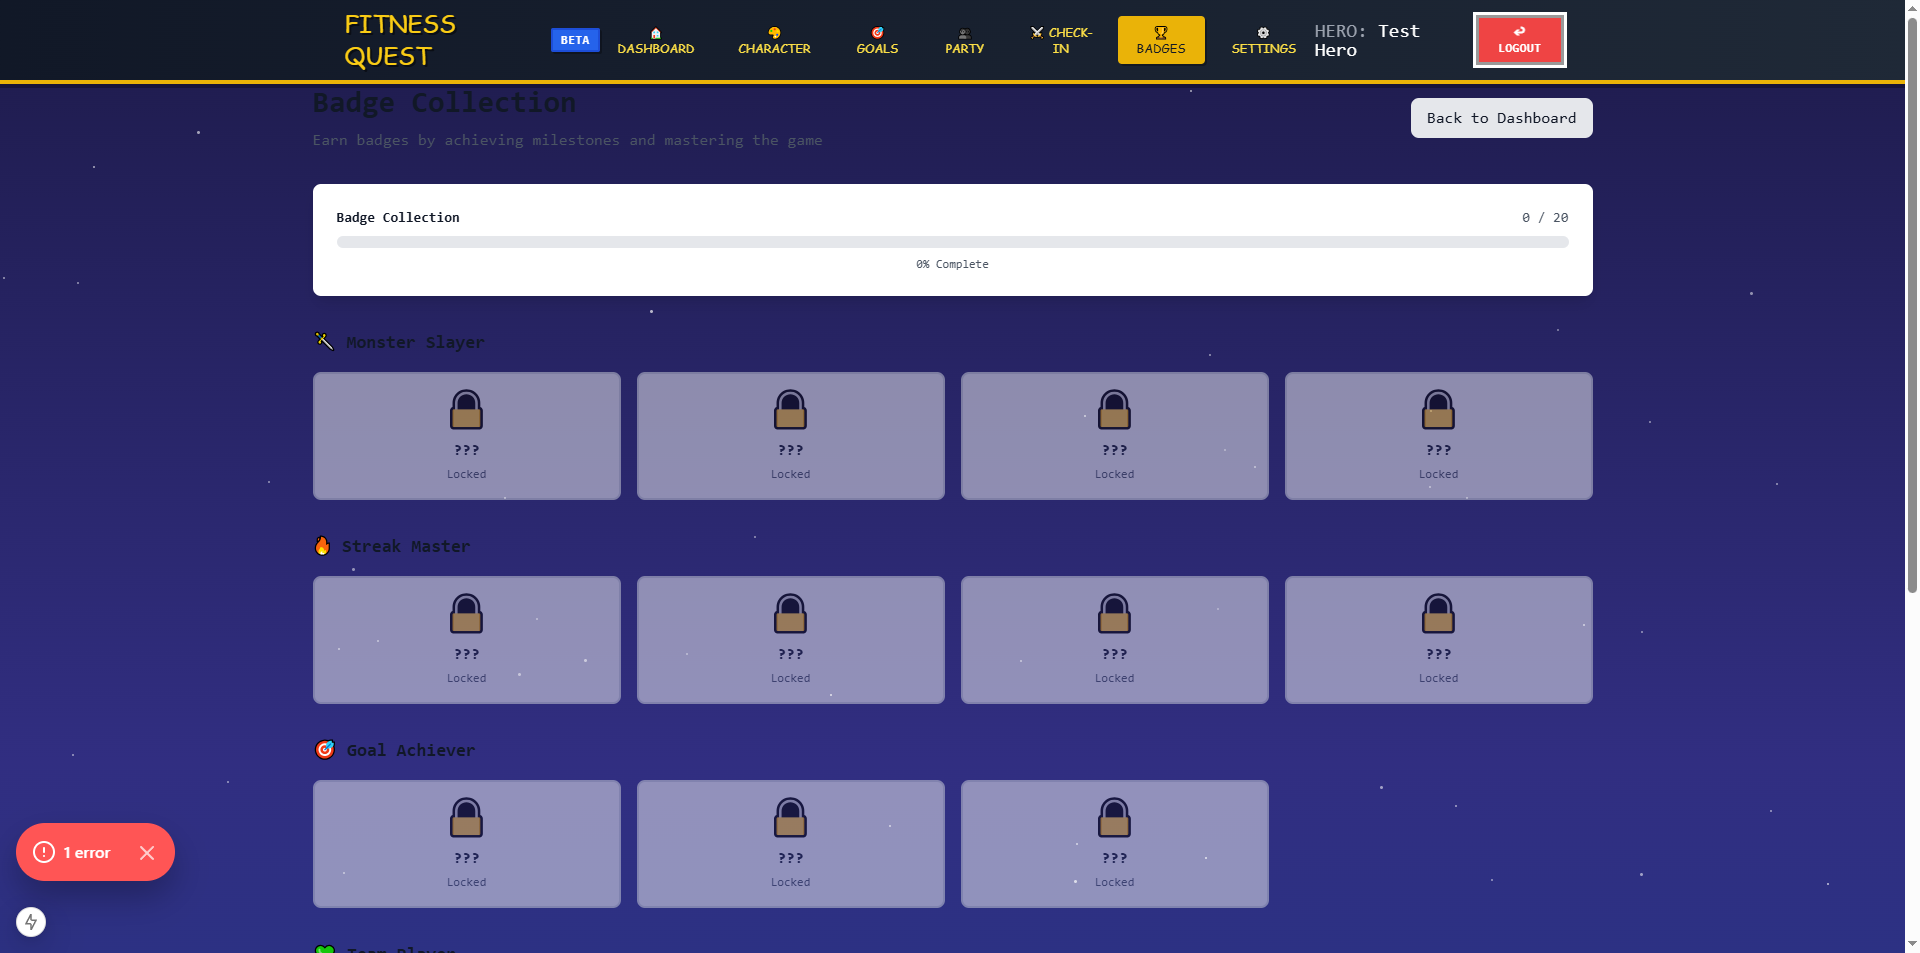 FITNESS
QUEST
BETA
DASHBOARD
CHARACTER
GOALS
PARTY
CHECK-
IN
BADGES
SETTINGS
HERO: Test
Hero
LOGOUT
Badge Collection
Earn badges by achieving milestones and mastering the game
Back to Dashboard
Badge Collection
0 / 20
0% Complete
Monster Slayer
???
Locked
???
Locked
???
Locked
???
Locked
Streak Master
???
Locked
???
Locked
???
Locked
???
Locked
Goal Achiever
???
Locked
???
Locked
???
Locked
1 error
Team Player